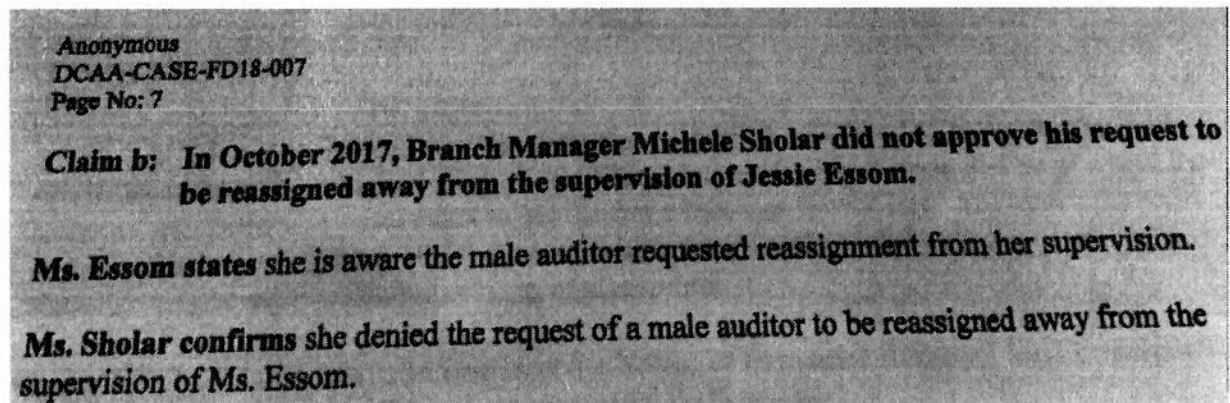 Anonymous
DCAA-CASE-FD18-007
Page No: 7
Claim b: In October 2017, Branch Manager Michele Sholar did not approve his request to
be reassigned away from the supervision of Jessie Essom.
Ms. Essom states she is aware the male auditor requested reassignment from her supervision.
Ms. Sholar confirms she denied the request of a male auditor to be reassigned away from the
supervision of Ms. Essom.